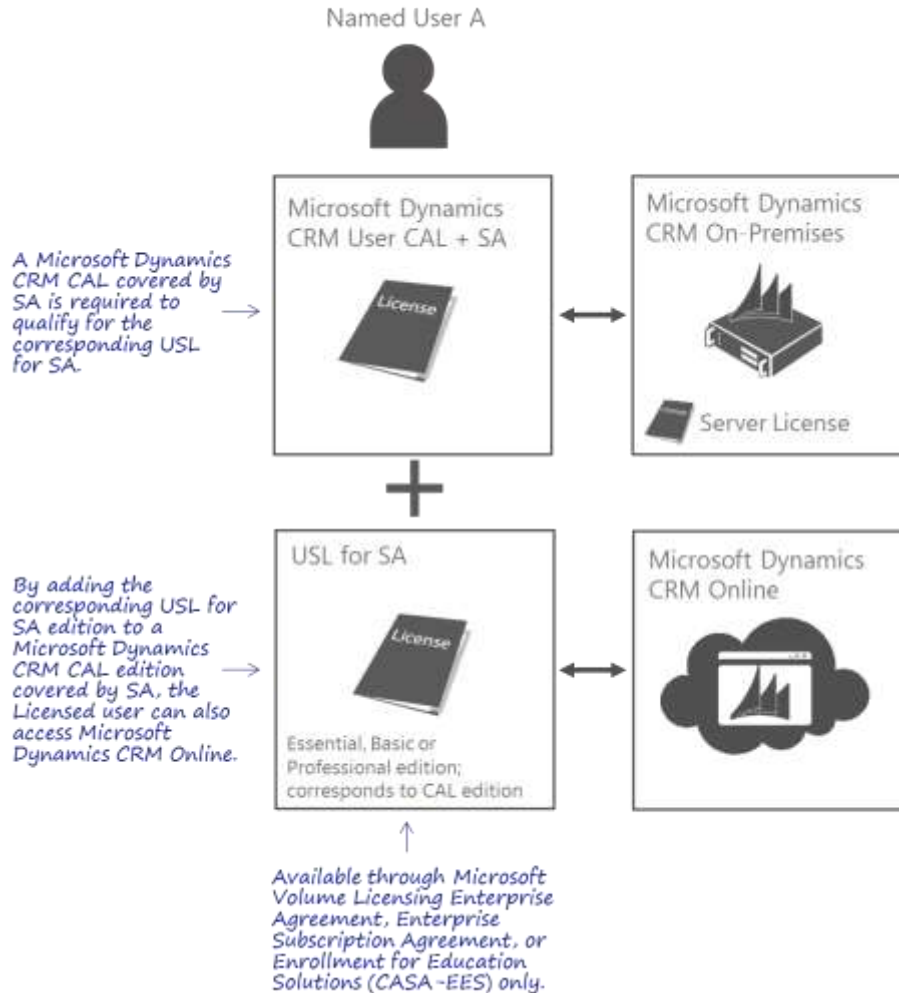 Named User A
Microsoft Dynamics
CRM User CAL + SA
License
Microsoft Dynamics
CRM On-Premises
Server License
A Microsoft Dynamics
CRM CAL covered by
SA is required to
qualify for the
corresponding USL
for SA.
USL for SA
License
Essential, Basic or
Professional edition;
corresponds to CAL edition
Microsoft Dynamics
CRM Online
By adding the
corresponding USL for
SA edition to a
Microsoft Dynamics
CRM CAL edition
covered by SA, the
Licensed user can also
access Microsoft
Dynamics CRM Online.
Available through Microsoft
Volume Licensing Enterprise
Agreement, Enterprise
Subscription Agreement, or
Enrollment for Education
Solutions (CASA-EES) only.